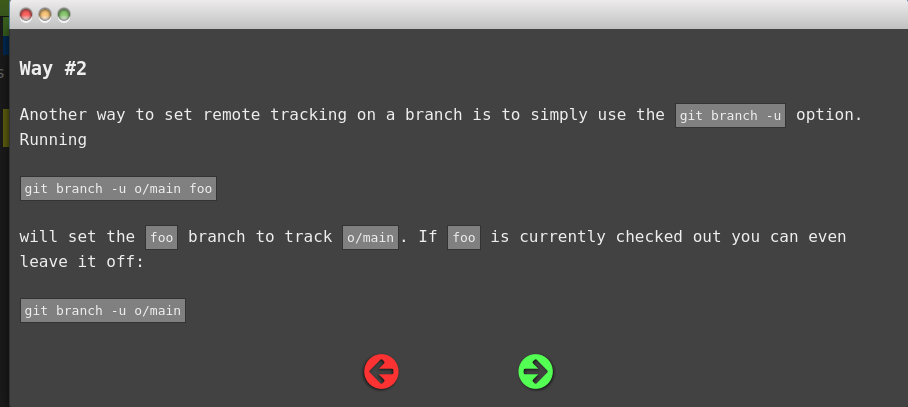 Way #2
Another way to set remote tracking on a branch is to simply use the git branch -u option.
Running
git branch -u o/main foo
will set the foo branch to track o/main. If foo is currently checked out you can even
leave it off:
git branch -u o/main